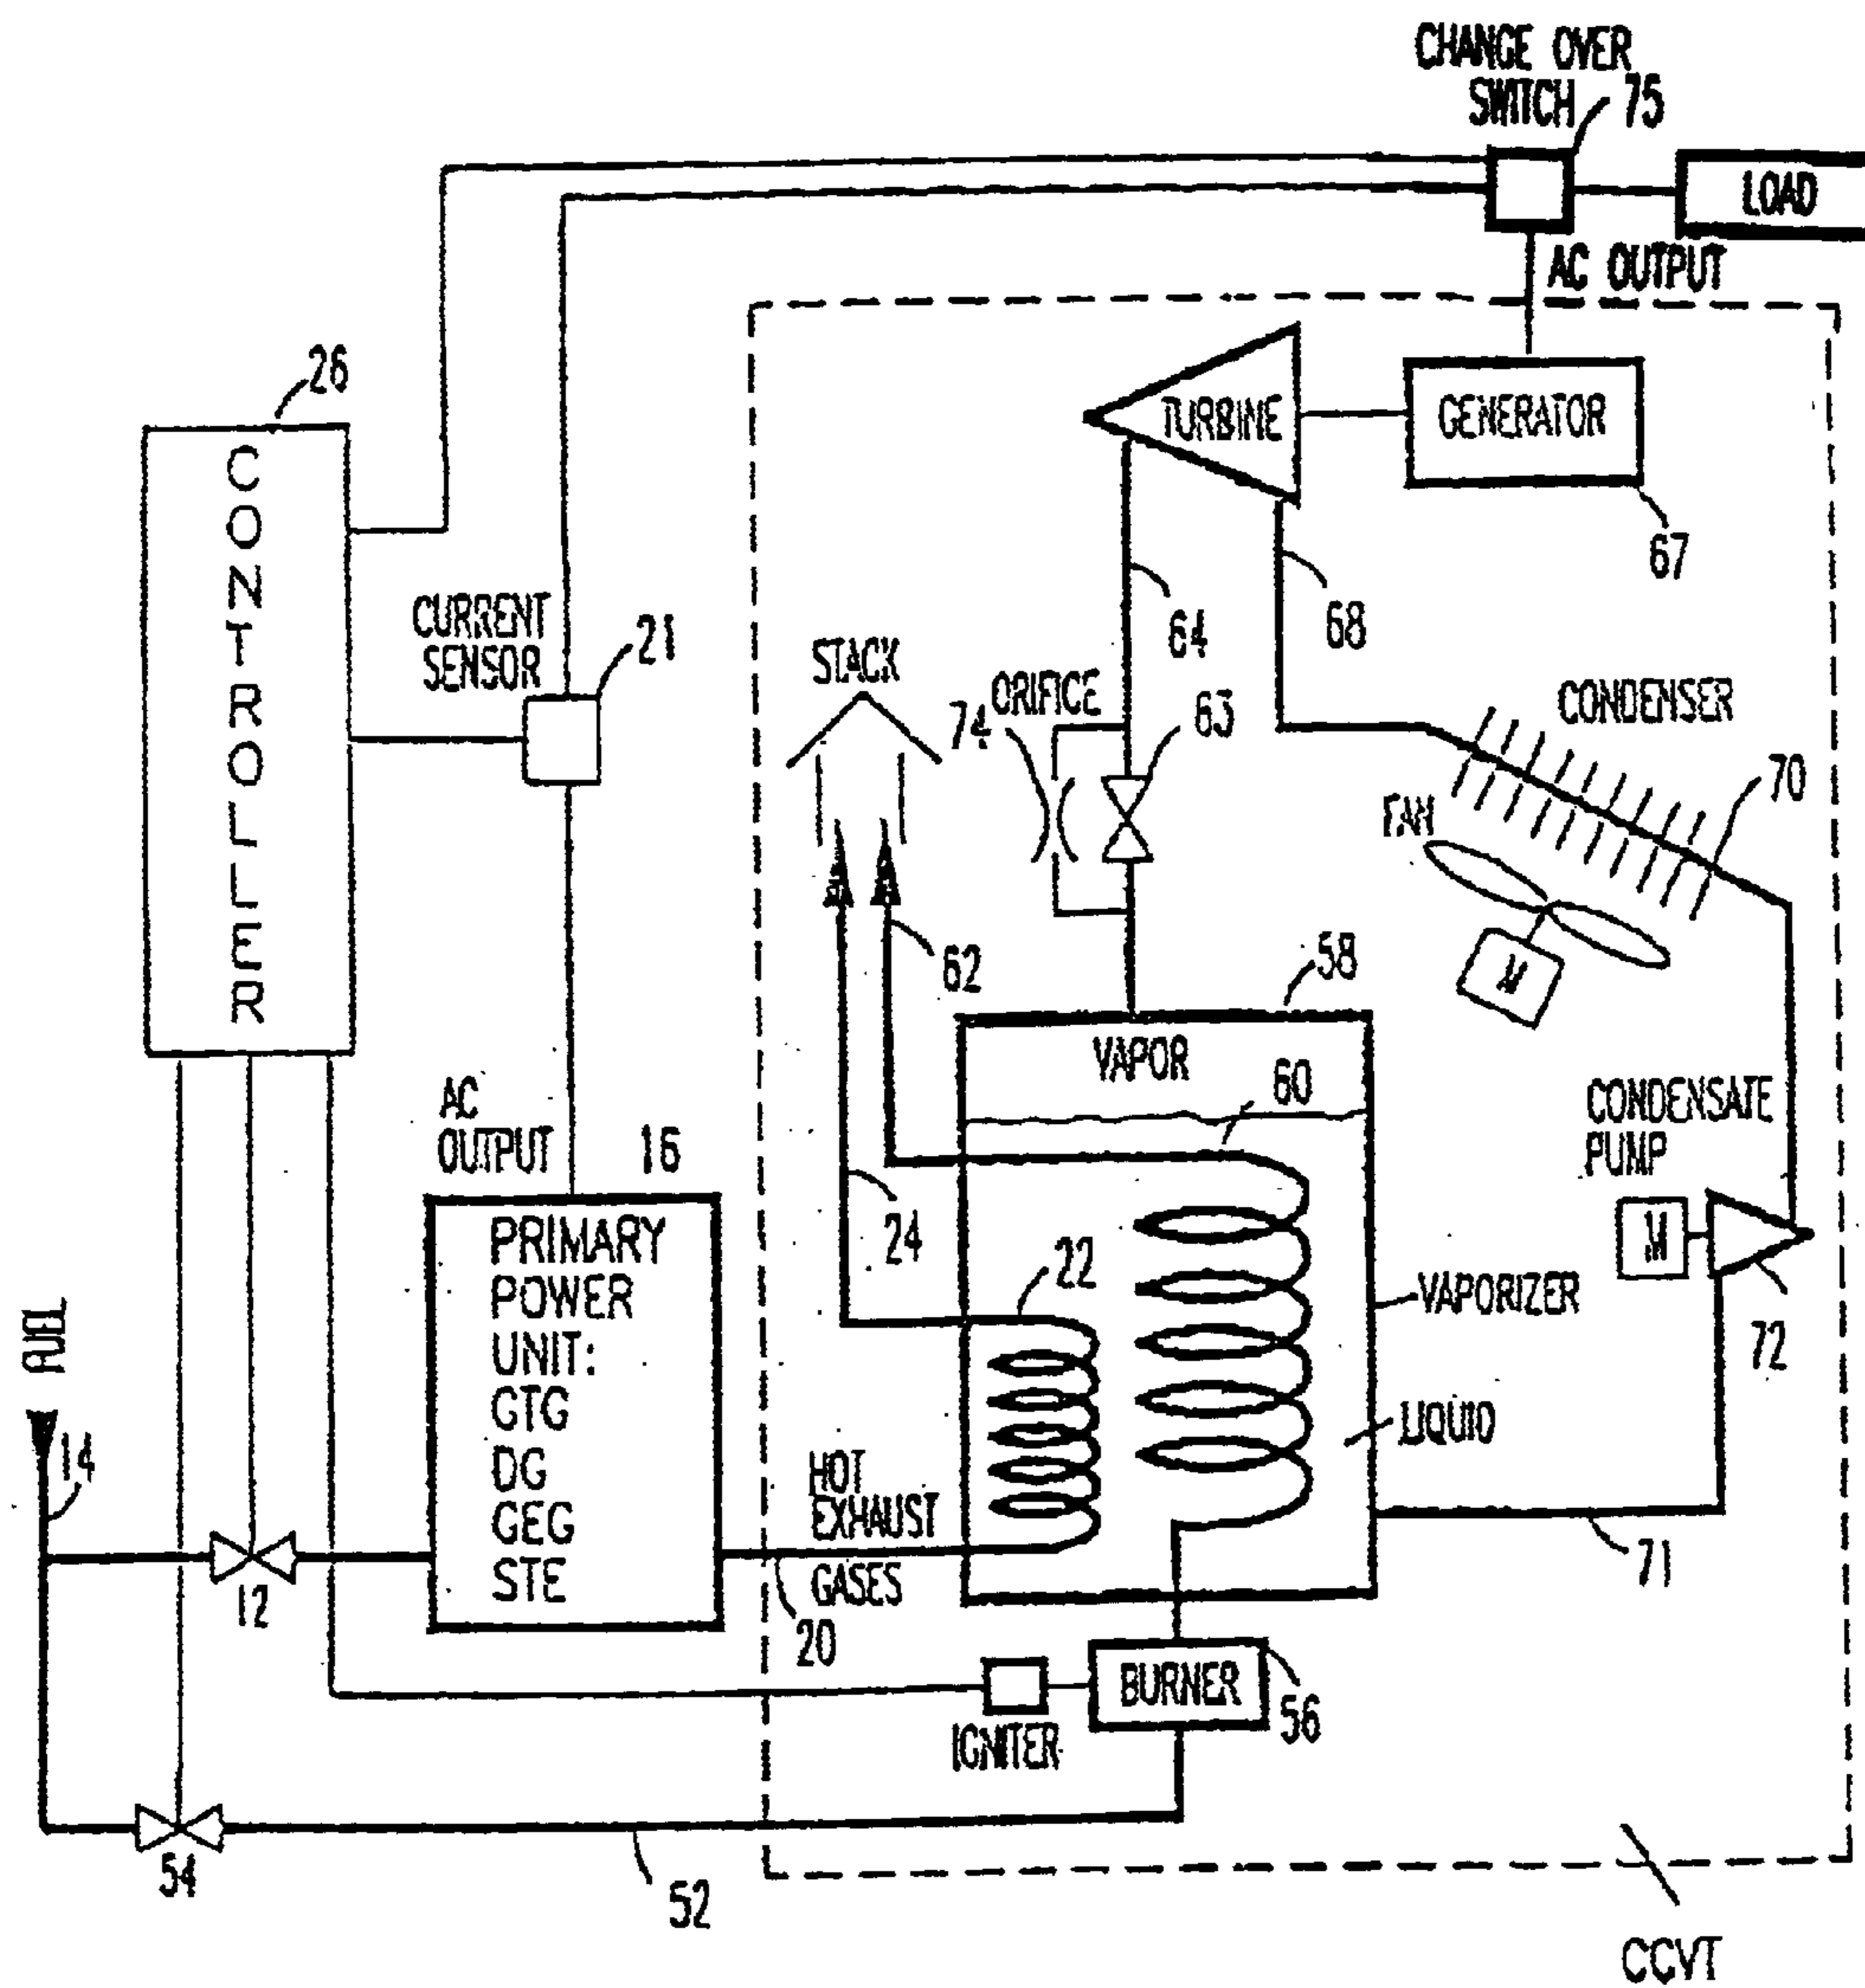 CHANGE OVER
SWITCH
75
LOAD
AC OUTPUT
26
CONTROLLER
TURBINE
GENERATOR
67
CURRENT
SENSOR
21
64
68
STACK
ORIFICE
74
63
CONDENSER
70
FAN
M
62
58
VAPOR
60
AC
OUTPUT
16
CONDENSATE
PUMP
M
72
24
22
VAPORIZER
PRIMARY
POWER
UNIT:
GTG
DG
GEG
STE
FUEL
14
LIQUID
HOT
EXHAUST
GASES
12
20
71
BURNER
56
IGNITER
54
52
CCVT